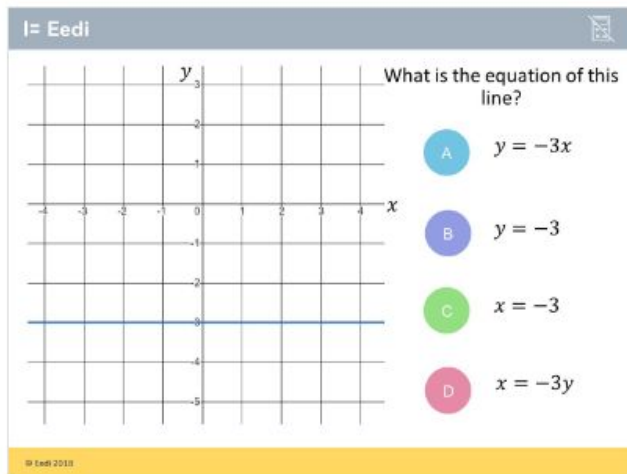 I= Eedi
What is the equation of this
line?
y
3
2
1
-4 -3 -2 -1 0 1 2 3 4 x
-1
-2
-3
-4
-5
A y = −3x
B y = −3
C x = −3
D x = −3y
© Eedi 2018